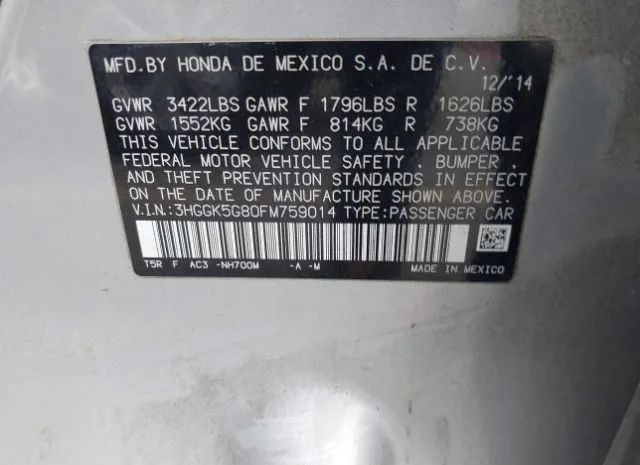 MFD.BY HONDA DE MEXICO S.A. DE C.V.
12/'14
GVWR 3422LBS GAWR F 1796LBS R 1626LBS
GVWR 1552KG GAWR F 814KG R 738KG
THIS VEHICLE CONFORMS TO ALL APPLICABLE
FEDERAL MOTOR VEHICLE SAFETY . BUMPER .
AND THEFT PREVENTION STANDARDS IN EFFECT
ON THE DATE OF MANUFACTURE SHOWN ABOVE.
V.I.N.:3HGGK5G80FM759014 TYPE:PASSENGER CAR
T5R F AC3 -NH700M -A -M MADE IN MEXICO